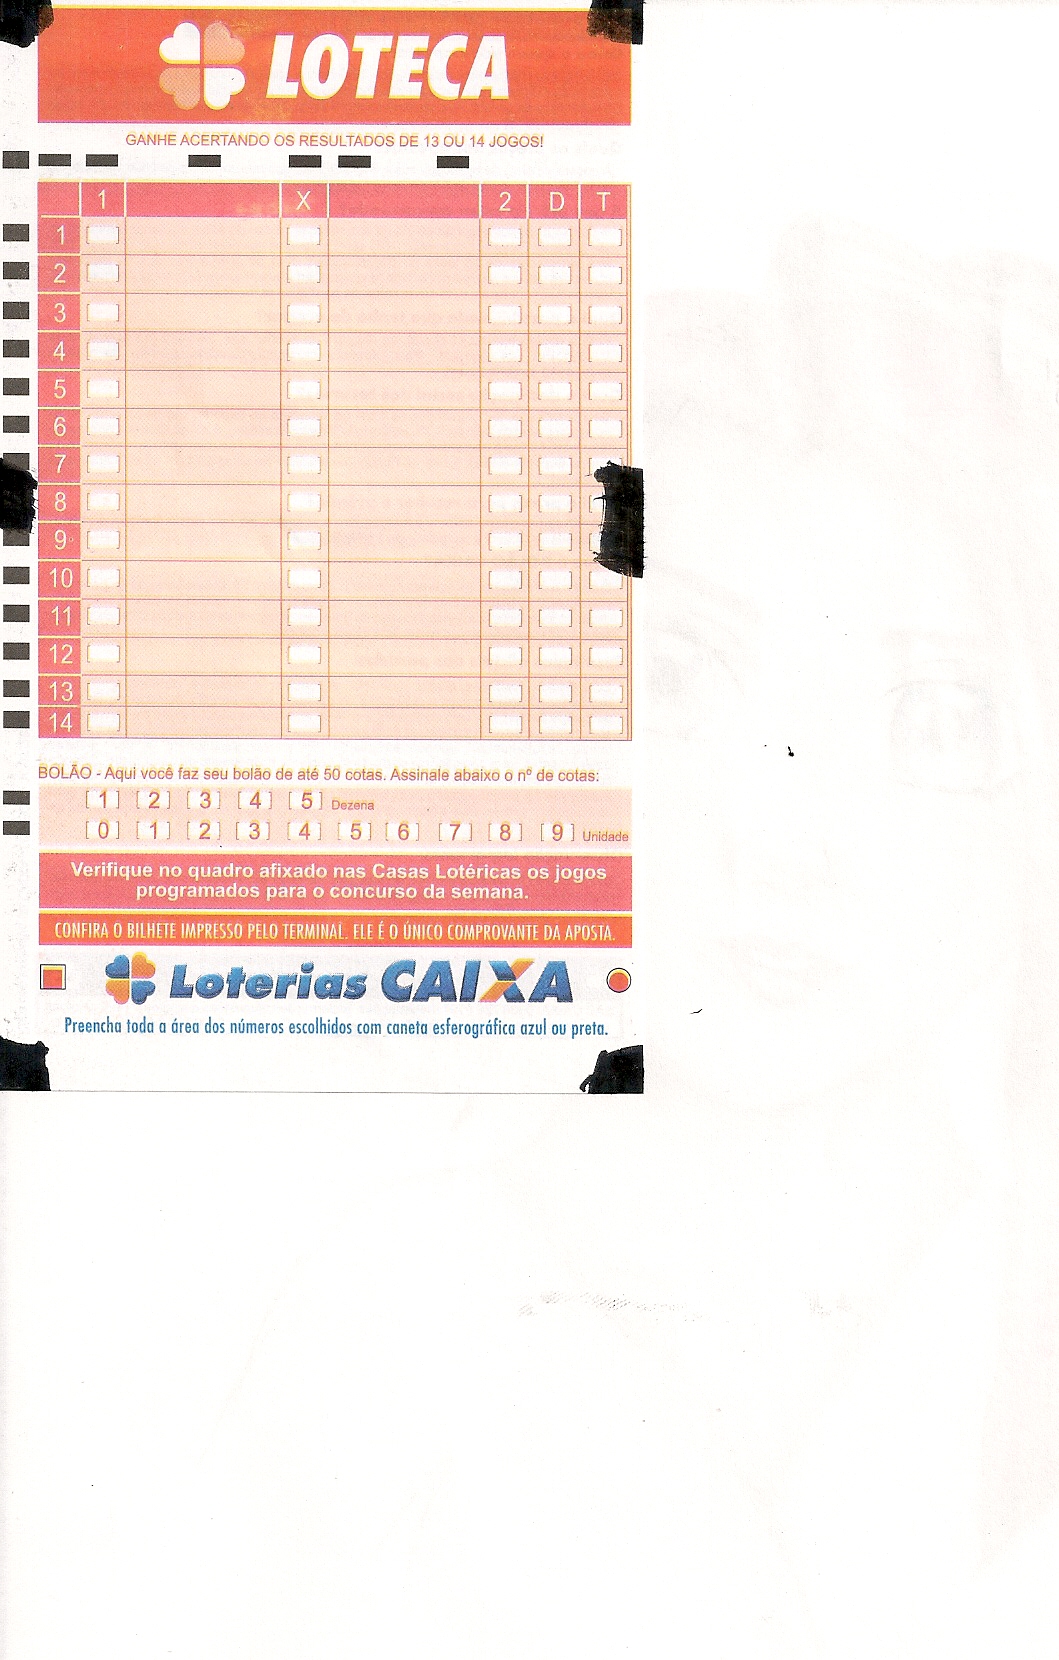 LOTECA
GANHE ACERTANDO OS RESULTADOS DE 13 OU 14 JOGOS!
1 X 2 D T
1
2
3
4
5
6
7
8
9
10
11
12
13
14
BOLÃO - Aqui você faz seu bolão de até 50 cotas. Assinale abaixo o nº de cotas:
[1] [2] [3] [4] [5] Dezena
[0] [1] [2] [3] [4] [5] [6] [7] [8] [9] Unidade
Verifique no quadro afixado nas Casas Lotéricas os jogos
programados para o concurso da semana.
CONFIRA O BILHETE IMPRESSO PELO TERMINAL. ELE É O ÚNICO COMPROVANTE DA APOSTA.
Loterias CAIXA
Preencha toda a área dos números escolhidos com caneta esferográfica azul ou preta.